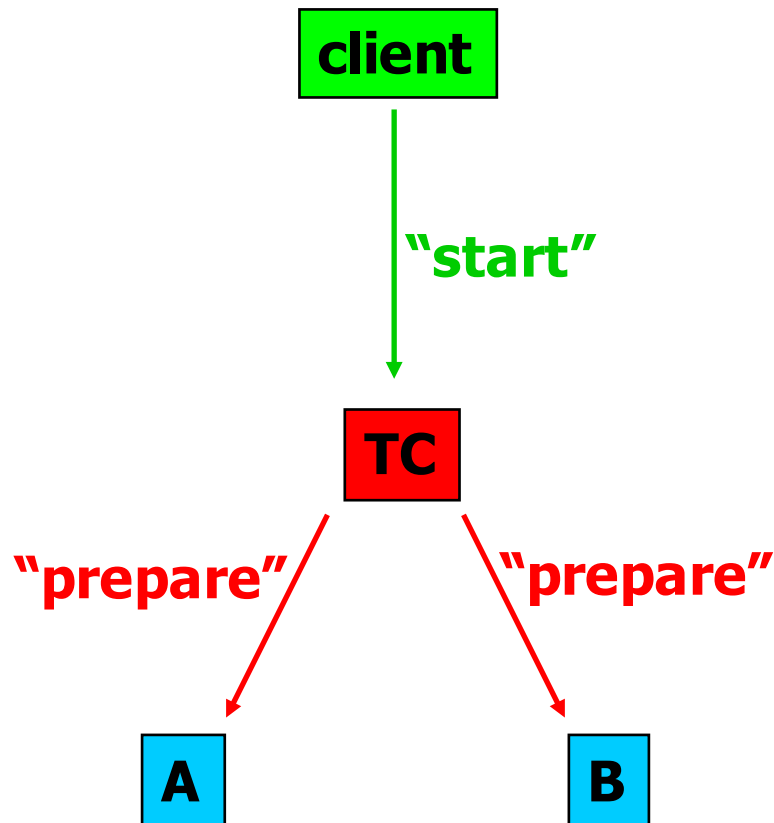 client
“start”
TC
“prepare”
“prepare”
A
B